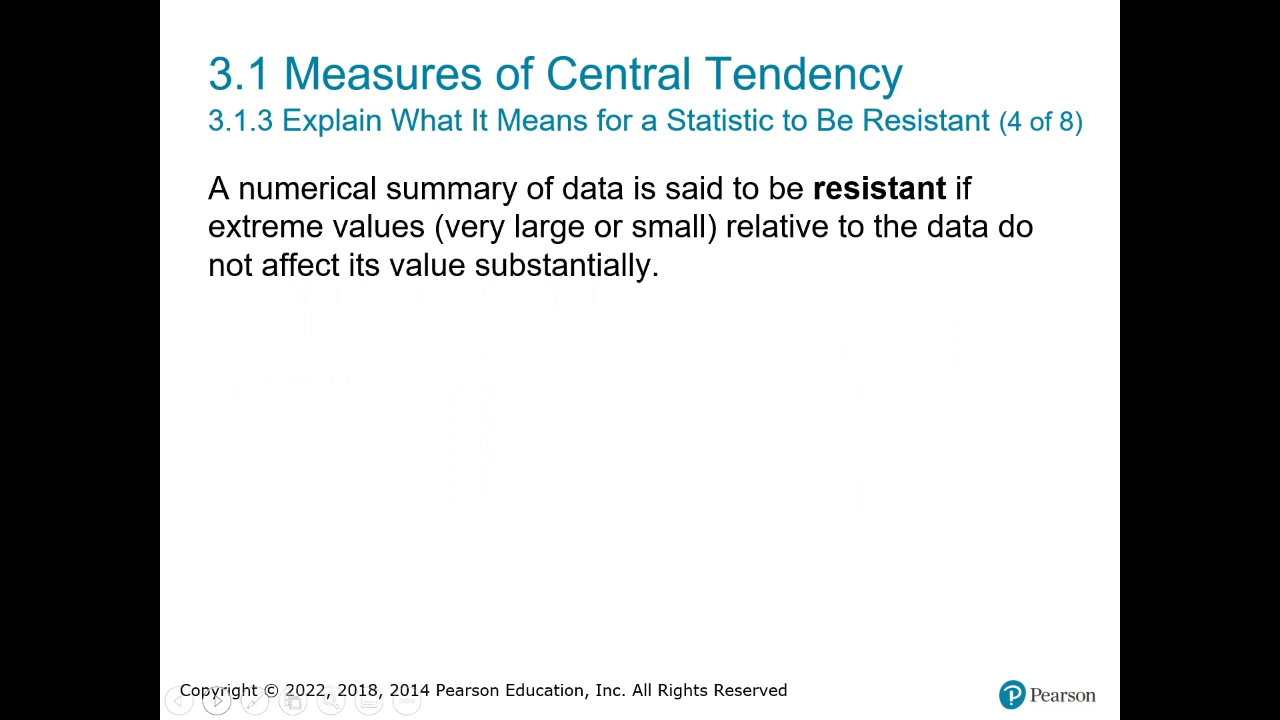 3.1 Measures of Central Tendency
3.1.3 Explain What It Means for a Statistic to Be Resistant (4 of 8)
A numerical summary of data is said to be resistant if
extreme values (very large or small) relative to the data do
not affect its value substantially.
Copyright © 2022, 2018, 2014 Pearson Education, Inc. All Rights Reserved
Pearson